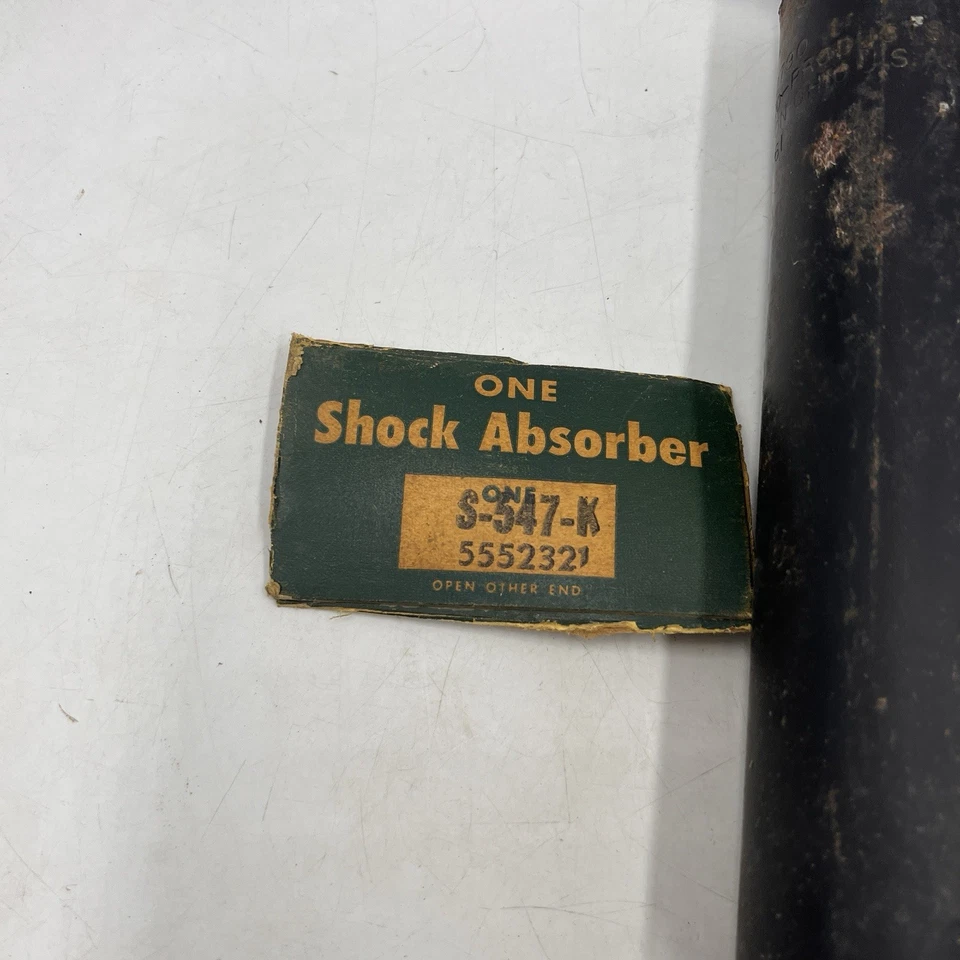 ONE
Shock Absorber
ONE
S-547-K
5552321
OPEN OTHER END